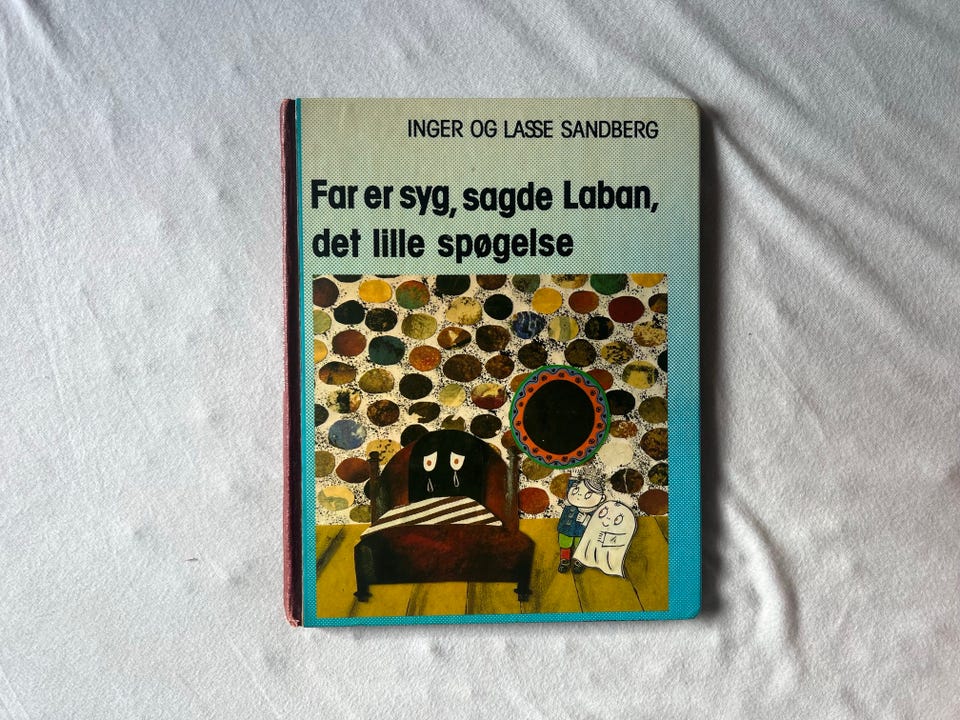 INGER OG LASSE SANDBERG
Far er syg, sagde Laban,
det lille spøgelse